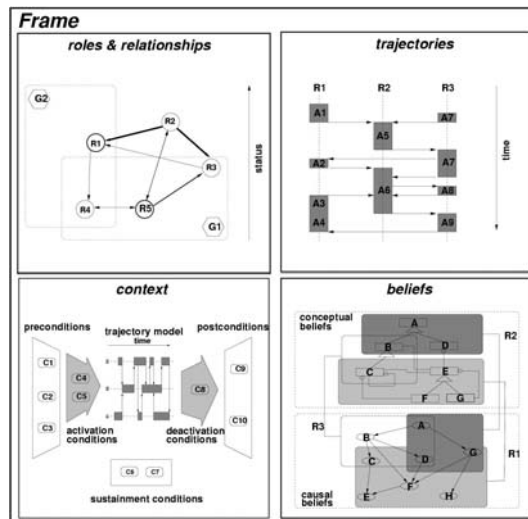 Frame
roles & relationships
G2
R2
R1
R3
R4
R5
G1
status
trajectories
R1 R2 R3
A1
A7
A5
A2
A7
A6
A8
A3
A4
A9
time
context
preconditions
trajectory model
postconditions
time
C1
C2
C3
C4
C5
C8
C9
C10
activation
conditions
deactivation
conditions
C6 C7
sustainment conditions
beliefs
conceptual
beliefs
A
B
D
C
E
F
G
R2
R3
R1
A
B
C
D
G
E
F
H
causal
beliefs